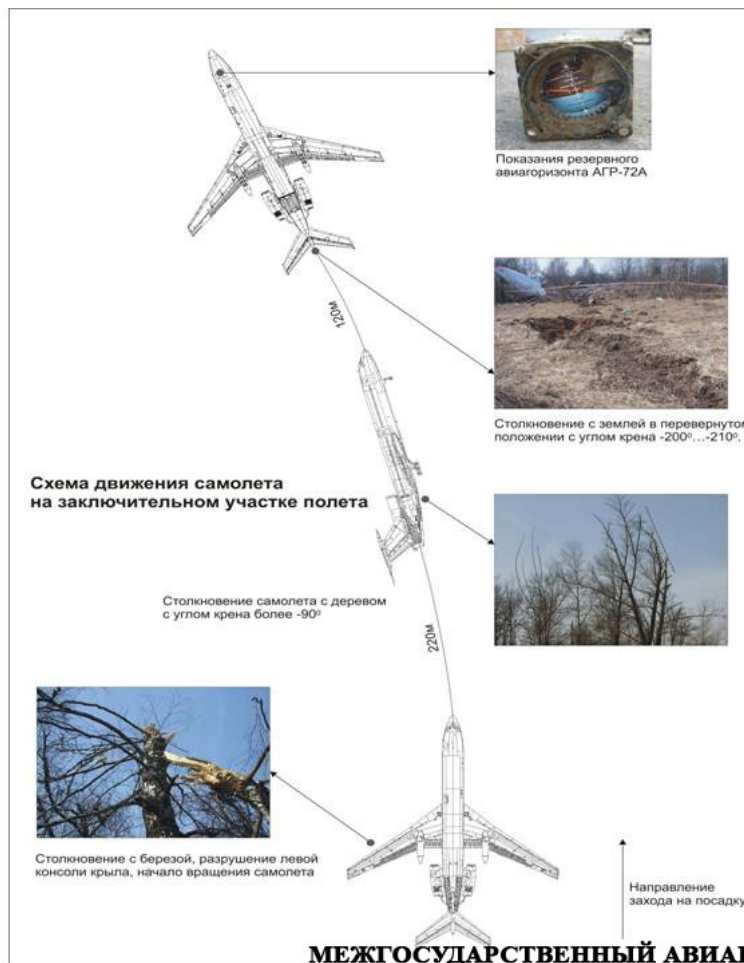 Показания резервного
авиагоризонта АГР-72А
120м
Столкновение с землей в перевернутом
положении с углом крена -200⁰…-210⁰.
Схема движения самолета
на заключительном участке полета
Столкновение самолета с деревом
с углом крена более -90⁰
220м
Столкновение с березой, разрушение левой
консоли крыла, начало вращения самолета
Направление
захода на посадку
МЕЖГОСУДАРСТВЕННЫЙ